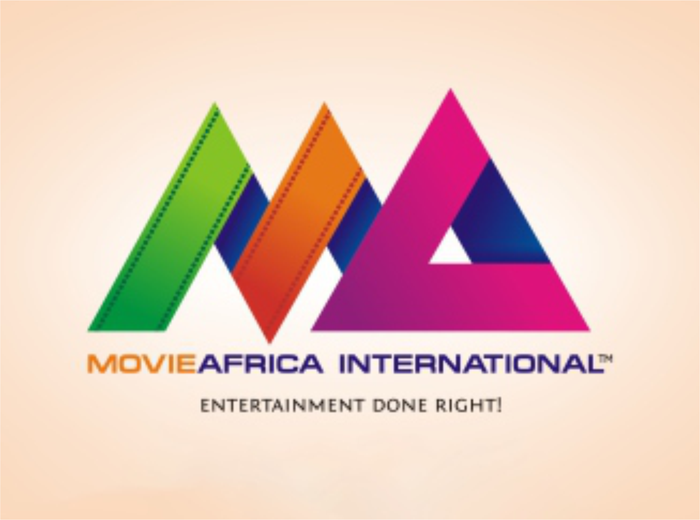 MOVIEAFRICA INTERNATIONAL™
ENTERTAINMENT DONE RIGHT!